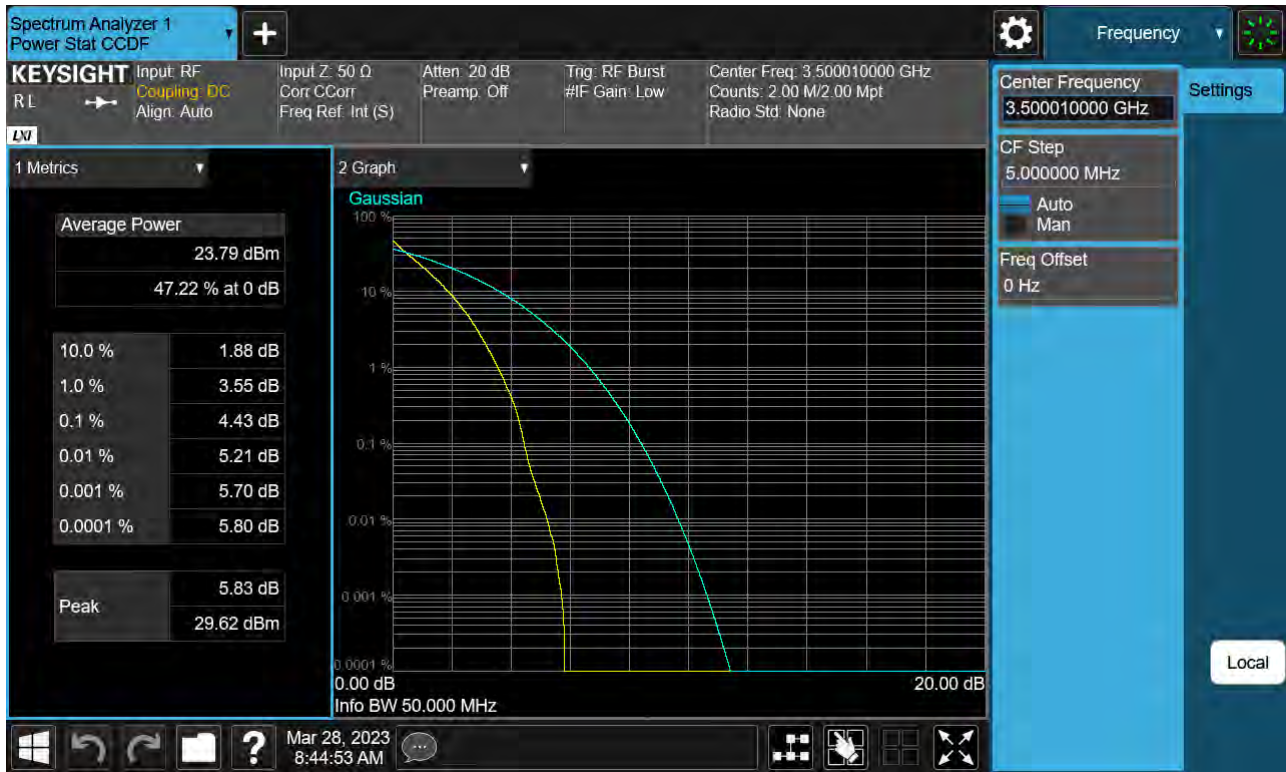 Spectrum Analyzer 1
Power Stat CCDF
Frequency
KEYSIGHT
RL
LXI
Input: RF
Coupling: DC
Align: Auto
Input Z: 50 Ω
Corr CCorr
Freq Ref: Int (S)
Atten: 20 dB
Preamp: Off
Trig: RF Burst
#IF Gain: Low
Center Freq: 3.500010000 GHz
Counts: 2.00 M/2.00 Mpt
Radio Std: None
Center Frequency
3.500010000 GHz
Settings
CF Step
5.000000 MHz
Auto
Man
Freq Offset
0 Hz
Local
1 Metrics
Average Power
23.79 dBm
47.22 % at 0 dB
10.0 % 1.88 dB
1.0 % 3.55 dB
0.1 % 4.43 dB
0.01 % 5.21 dB
0.001 % 5.70 dB
0.0001 % 5.80 dB
Peak
5.83 dB
29.62 dBm
2 Graph
Gaussian
100 %
10 %
1 %
0.1 %
0.01 %
0.001 %
0.0001 %
0.00 dB 20.00 dB
Info BW 50.000 MHz
?
Mar 28, 2023
8:44:53 AM